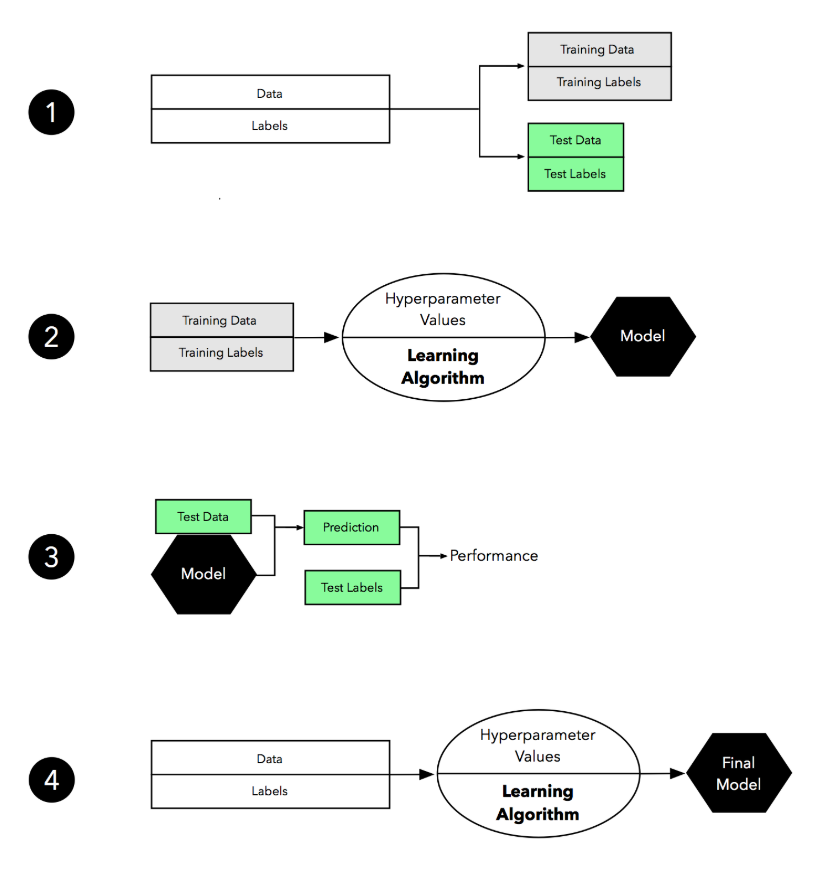 1
Data
Labels
Training Data
Training Labels
Test Data
Test Labels
2
Training Data
Training Labels
Hyperparameter
Values
Learning
Algorithm
Model
3
Test Data
Model
Prediction
Test Labels
Performance
4
Data
Labels
Hyperparameter
Values
Learning
Algorithm
Final
Model